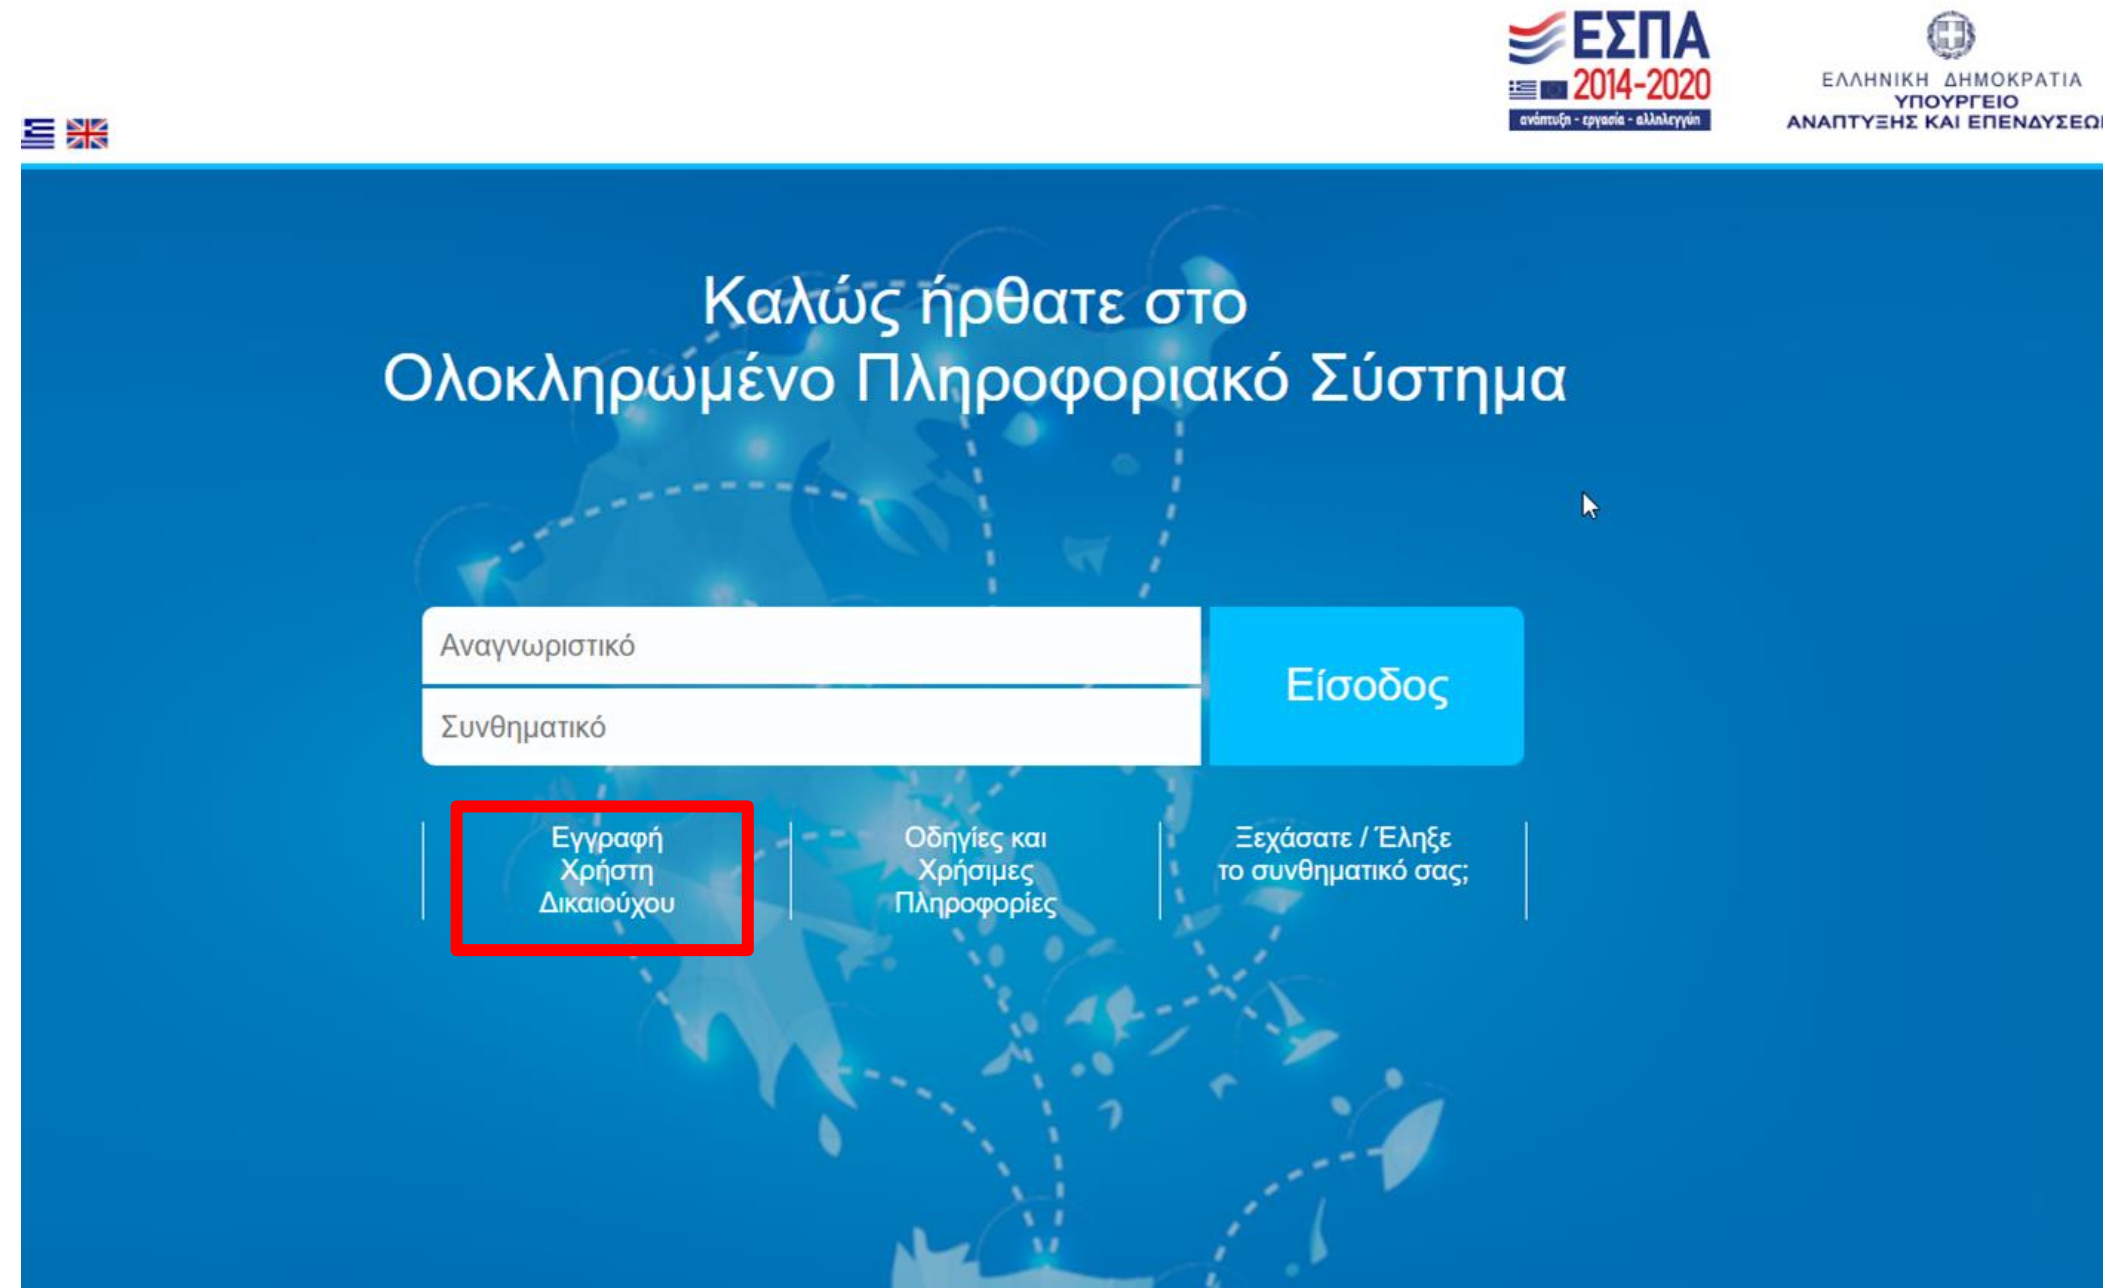 ΕΣΠΑ
2014-2020
ανάπτυξη - εργασία - αλληλεγγύη
ΕΛΛΗΝΙΚΗ ΔΗΜΟΚΡΑΤΙΑ
ΥΠΟΥΡΓΕΙΟ
ΑΝΑΠΤΥΞΗΣ ΚΑΙ
Καλώς ήρθατε στο
Ολοκληρωμένο Πληροφοριακό Σύστημα
Αναγνωριστικό
Συνθηματικό
Είσοδος
Εγγραφή
Χρήστη
Δικαιούχου
Οδηγίες και
Χρήσιμες
Πληροφορίες
Ξεχάσατε / Έληξε
το συνθηματικό σας;